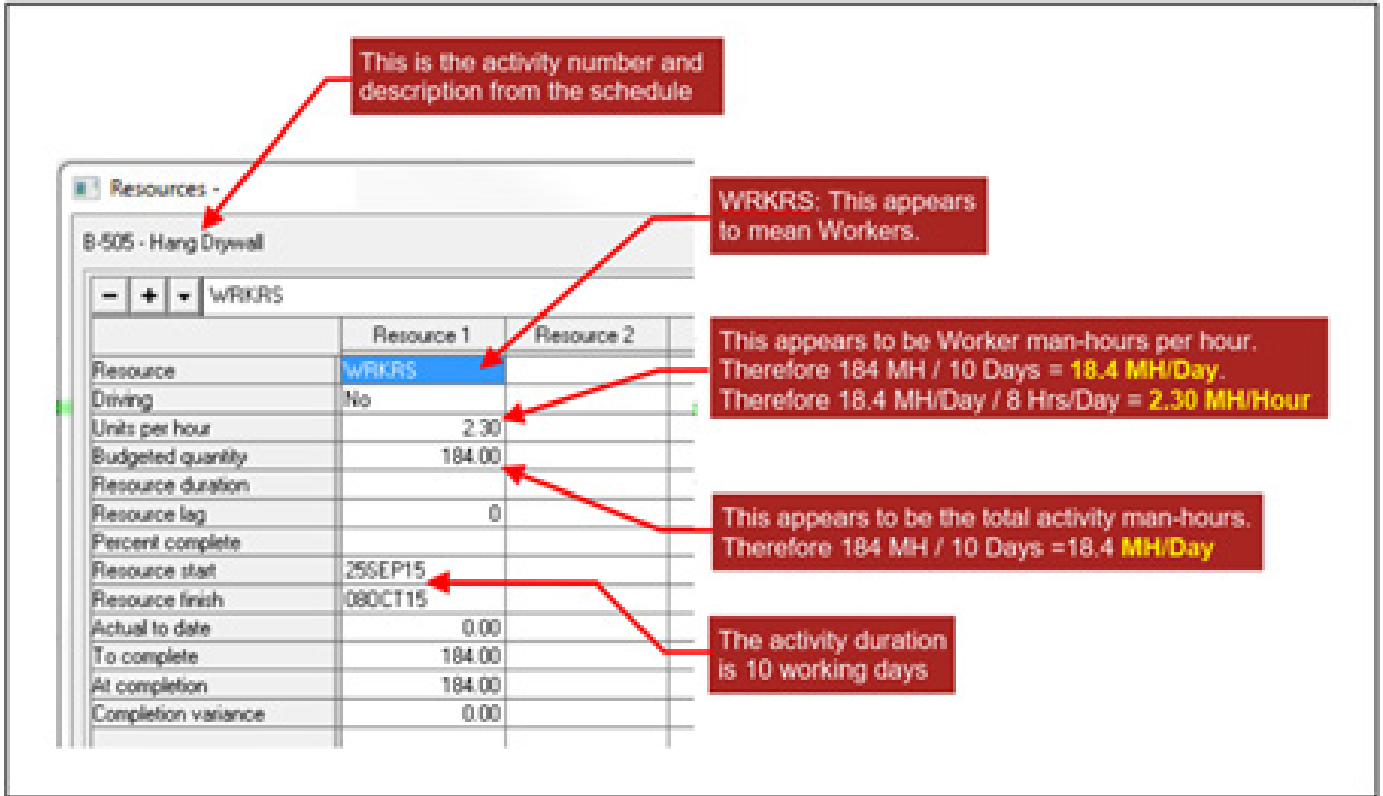 This is the activity number and
description from the schedule
Resources -
B-505 - Hang Drywall
WRKRS: This appears
to mean Workers.
- + WRKRS
Resource 1 Resource 2
Resource WRKRS
Driving No
Units per hour 2.30
Budgeted quantity 184.00
Resource duration
Resource lag 0
Percent complete
Resource start 25SEP15
Resource finish 08OCT15
Actual to date 0.00
To complete 184.00
At completion 184.00
Completion variance 0.00
This appears to be Worker man-hours per hour.
Therefore 184 MH / 10 Days = 18.4 MH/Day.
Therefore 18.4 MH/Day / 8 Hrs/Day = 2.30 MH/Hour
This appears to be the total activity man-hours.
Therefore 184 MH / 10 Days =18.4 MH/Day
The activity duration
is 10 working days